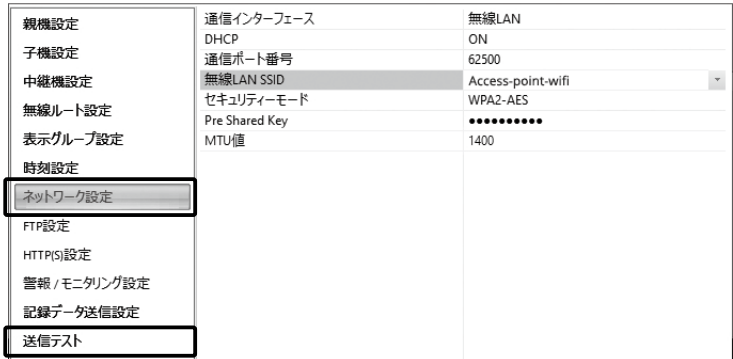 親機設定
子機設定
中継機設定
無線ルート設定
表示グループ設定
時刻設定
ネットワーク設定
FTP設定
HTTP(S)設定
警報 / モニタリング設定
記録データ送信設定
送信テスト
通信インターフェース 無線LAN
DHCP ON
通信ポート番号 62500
無線LAN SSID Access-point-wifi
セキュリティーモード WPA2-AES
Pre Shared Key ●●●●●●●●●●
MTU値 1400